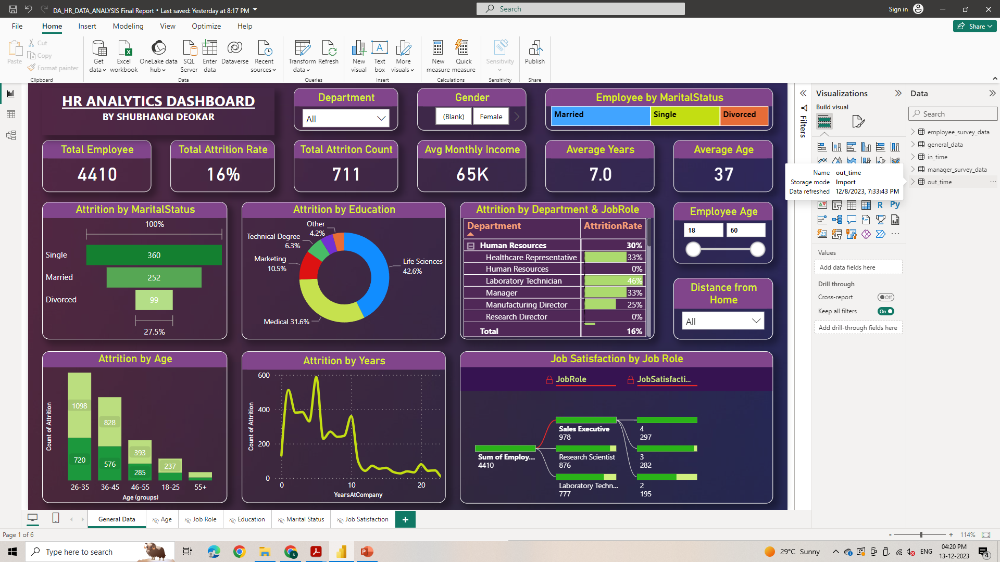 DA_HR_DATA_ANALYSIS Final Report • Last saved: Yesterday at 8:17 PM
Search
Sign in
File
Home
Insert
Modeling
View
Optimize
Help
Share
Paste
Cut
Copy
Format painter
Clipboard
Get data
Excel workbook
OneLake data hub
SQL Server
Enter data
Dataverse
Recent sources
Data
Transform data
Refresh
Queries
New visual
Text box
More visuals
Insert
New measure
Quick measure
Calculations
Sensitivity
Sensitivity
Publish
Share
HR ANALYTICS DASHBOARD
BY SHUBHANGI DEOKAR
Department
All
Gender
(Blank)
Female
Employee by MaritalStatus
Married
Single
Divorced
Total Employee
4410
Total Attrition Rate
16%
Total Attriton Count
711
Avg Monthly Income
65K
Average Years
7.0
Average Age
37
Attrition by MaritalStatus
100%
Single
360
Married
252
Divorced
99
27.5%
Attrition by Education
Other
4.2%
Technical Degree
6.3%
Marketing
10.5%
Life Sciences
42.6%
Medical 31.6%
Attrition by Department & JobRole
Department AttritionRate
Human Resources 30%
Healthcare Representative 33%
Human Resources 0%
Laboratory Technician 46%
Manager 33%
Manufacturing Director 25%
Research Director 0%
Total 16%
Employee Age
18
60
Distance from
Home
All
Attrition by Age
Count of Attrition
1098
720
828
576
393
285
237
26-35
36-45
46-55
18-25
55+
Age (groups)
Attrition by Years
Count of Attrition
600
400
200
0
0
10
20
YearsAtCompany
Job Satisfaction by Job Role
JobRole
JobSatisfacti...
Sum of Employ...
4410
Sales Executive
978
Research Scientist
876
Laboratory Techn...
777
4
297
3
282
2
195
Filters
Visualizations
Build visual
Name out_time
Storage mode Import
Data refreshed 12/8/2023, 7:33:43 PM
R
Py
123
Values
Add data fields here
Drill through
Cross-report
Off
Keep all filters
On
Add drill-through fields here
Data
Search
employee_survey_data
general_data
in_time
manager_survey_data
out_time
General Data
Age
Job Role
Education
Marital Status
Job Satisfaction
Page 1 of 6
114%
Type here to search
29°C Sunny
ENG
04:20 PM
13-12-2023
4